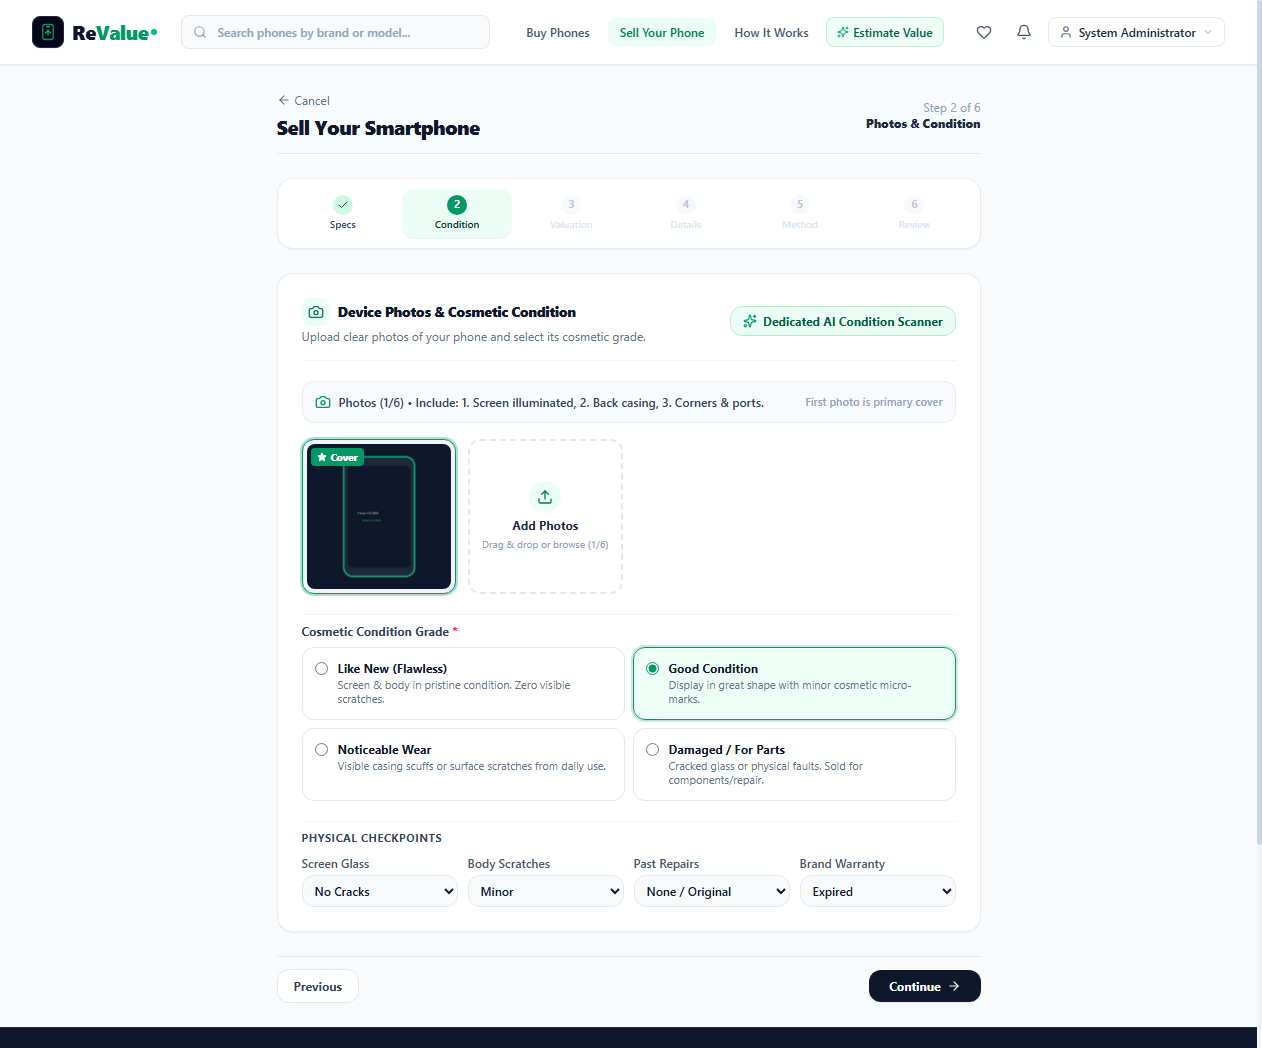 ReValue
Search phones by brand or model...
Buy Phones
Sell Your Phone
How It Works
Estimate Value
System Administrator
Cancel
Sell Your Smartphone
Step 2 of 6
Photos & Condition
Specs
2
Condition
3
Valuation
4
Details
5
Method
6
Review
Device Photos & Cosmetic Condition
Upload clear photos of your phone and select its cosmetic grade.
Dedicated AI Condition Scanner
Photos (1/6) • Include: 1. Screen illuminated, 2. Back casing, 3. Corners & ports.
First photo is primary cover
Cover
Add Photos
Drag & drop or browse (1/6)
Cosmetic Condition Grade *
Like New (Flawless)
Screen & body in pristine condition. Zero visible
scratches.
Good Condition
Display in great shape with minor cosmetic micro-
marks.
Noticeable Wear
Visible casing scuffs or surface scratches from daily use.
Damaged / For Parts
Cracked glass or physical faults. Sold for
components/repair.
PHYSICAL CHECKPOINTS
Screen Glass
Body Scratches
Past Repairs
Brand Warranty
No Cracks
Minor
None / Original
Expired
Previous
Continue